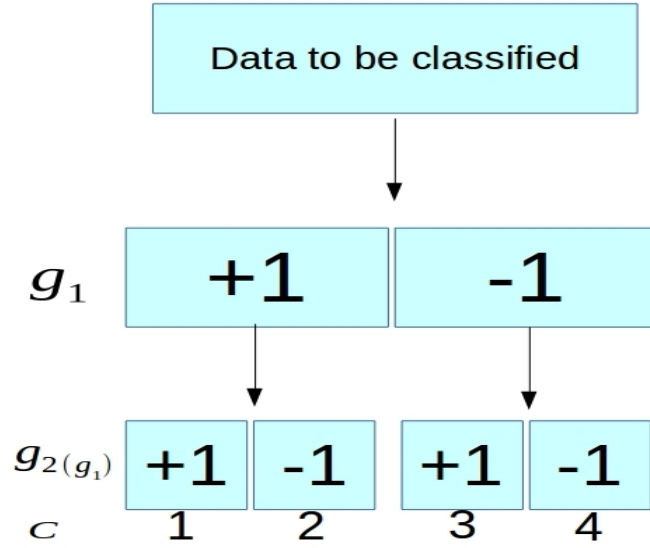 Data to be classified
g₁ +1 -1
g₂₍g₁₎ +1 -1 +1 -1
c 1 2 3 4